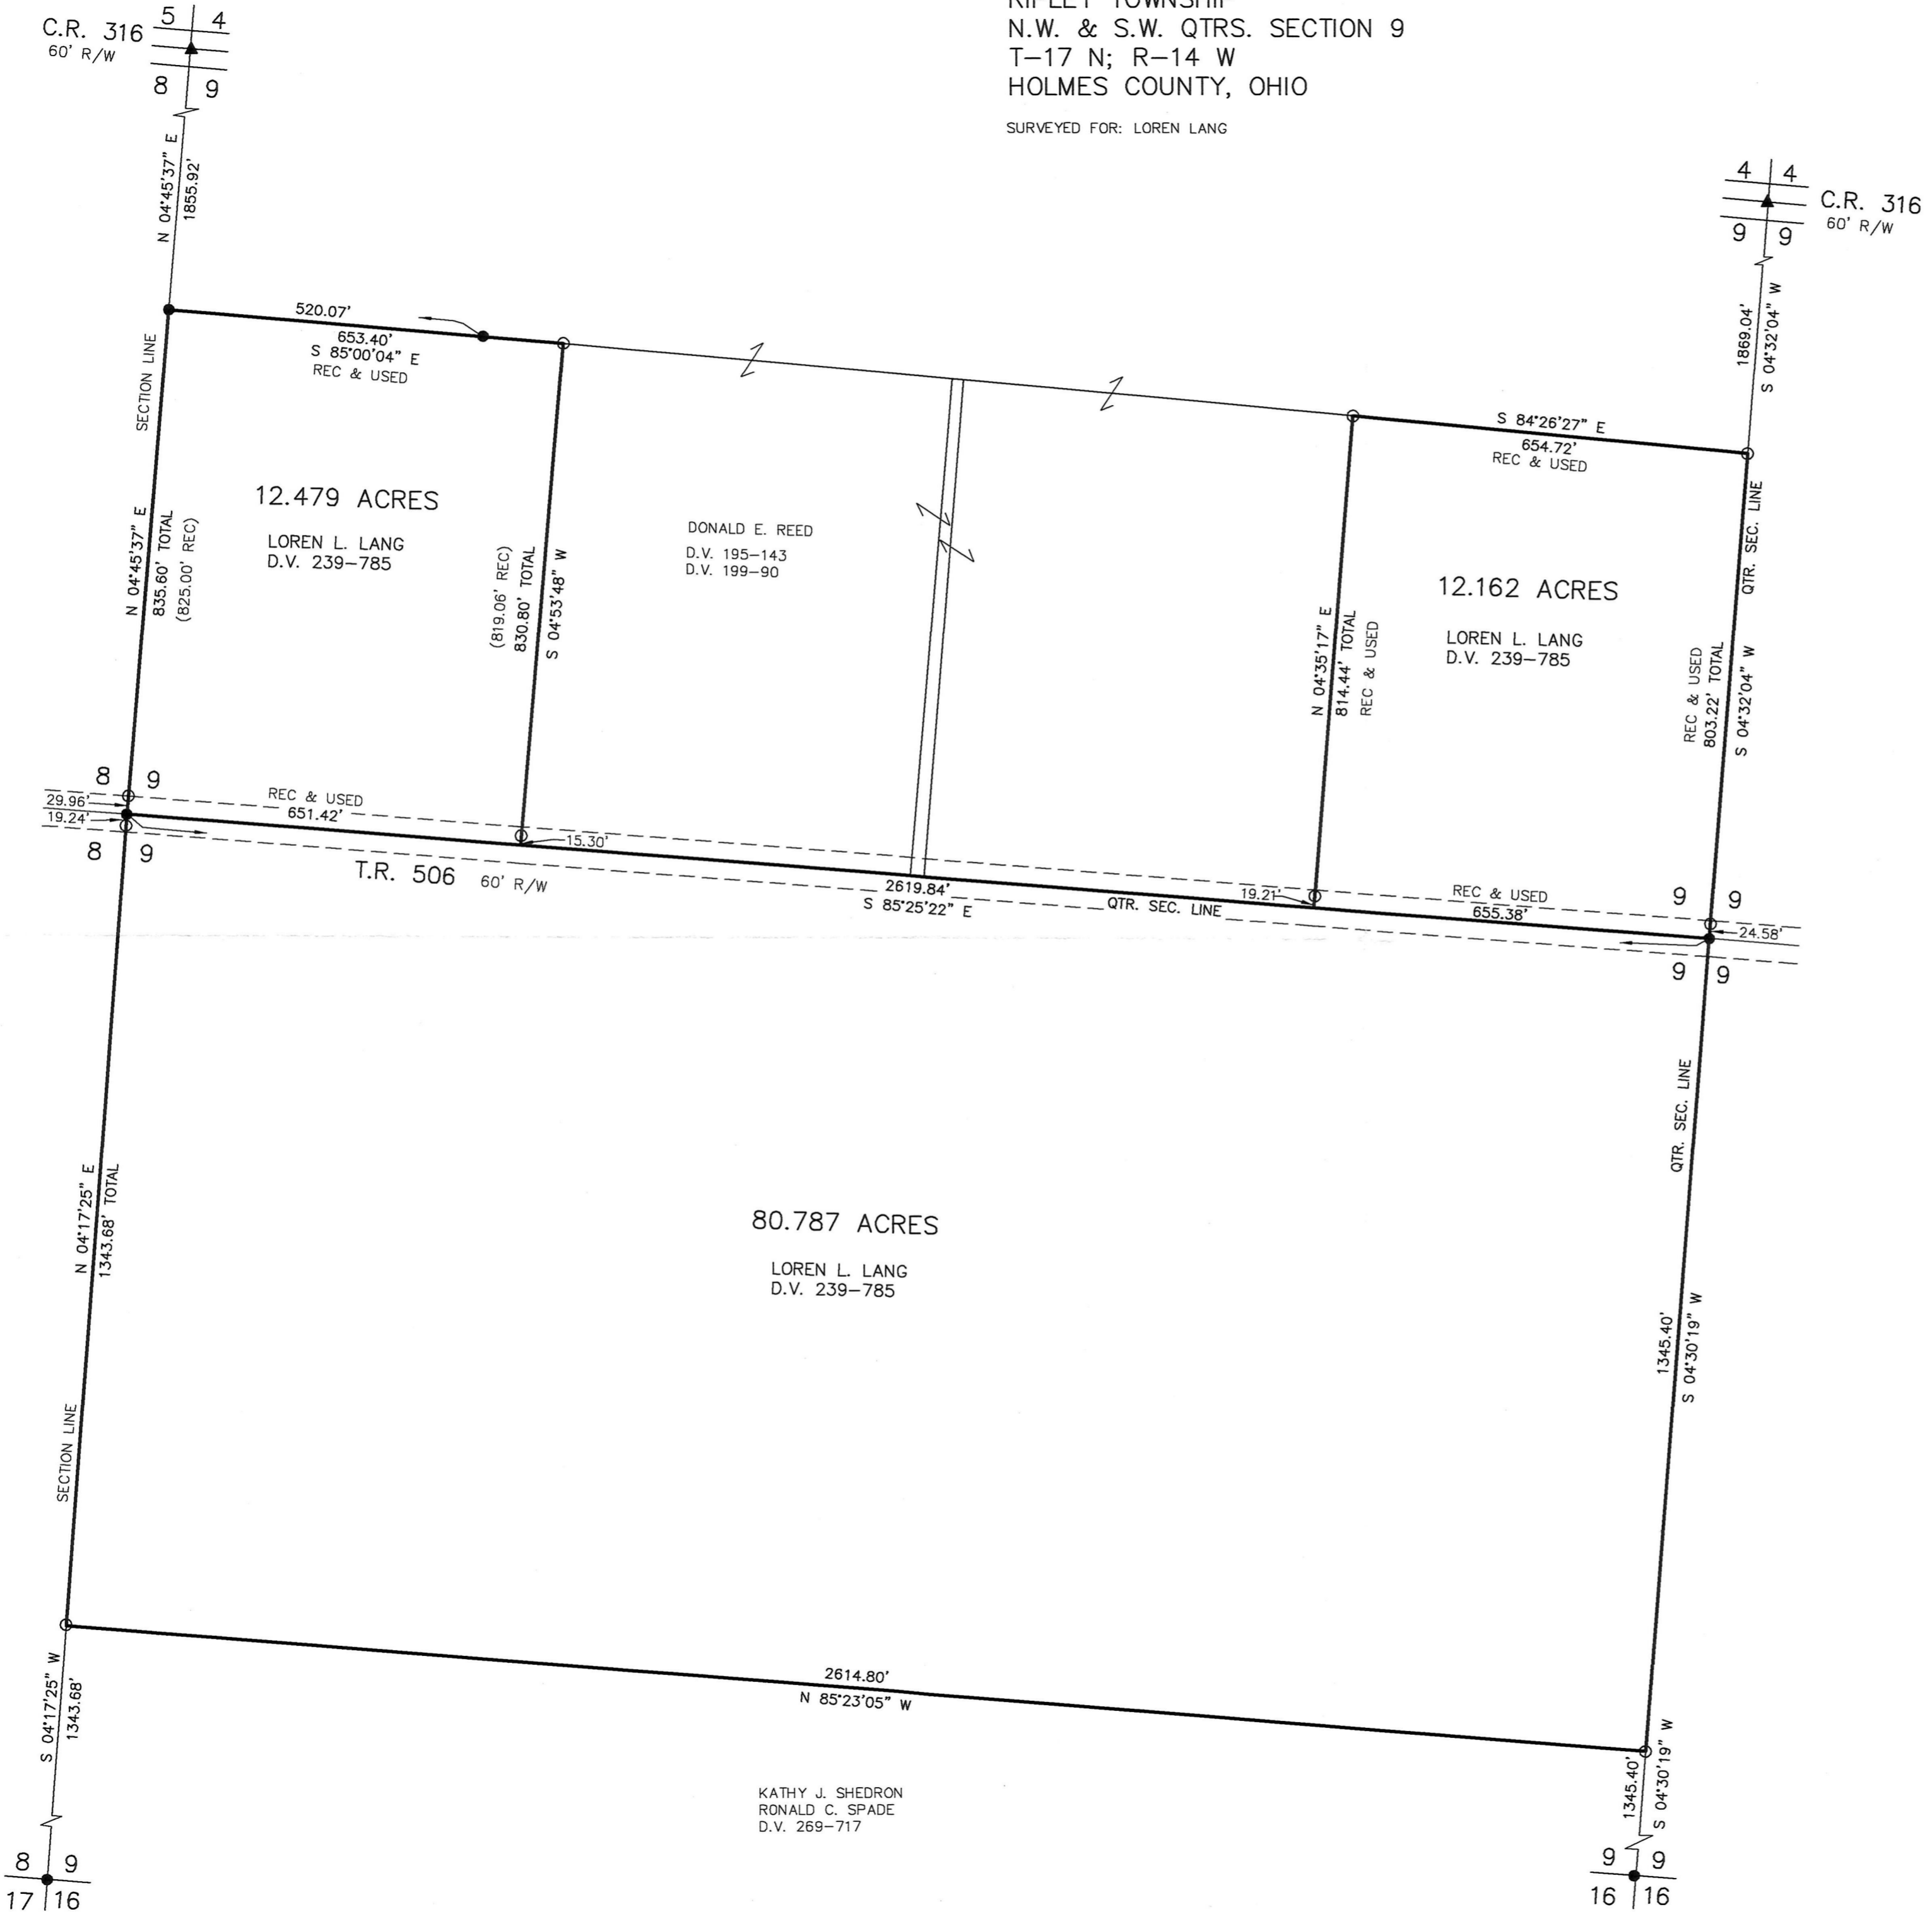 RIPLEY TOWNSHIP
N.W. & S.W. QTRS. SECTION 9
T-17 N; R-14 W
HOLMES COUNTY, OHIO
SURVEYED FOR: LOREN LANG
C.R. 316
60' R/W
5 4
8 9
N 04°45'37" E
1855.92'
4 4
9 9
C.R. 316
60' R/W
1869.04'
S 04°32'04" W
520.07'
653.40'
S 85°00'04" E
REC & USED
S 84°26'27" E
654.72'
REC & USED
SECTION LINE
N 04°45'37" E
835.60' TOTAL
(825.00' REC)
12.479 ACRES
LOREN L. LANG
D.V. 239-785
(819.06' REC)
830.80' TOTAL
S 04°53'48" W
DONALD E. REED
D.V. 195-143
D.V. 199-90
N 04°35'17" E
814.44' TOTAL
REC & USED
12.162 ACRES
LOREN L. LANG
D.V. 239-785
QTR. SEC. LINE
REC & USED
803.22' TOTAL
S 04°32'04" W
8 9
29.96'
19.24'
8 9
REC & USED
651.42'
15.30'
T.R. 506 60' R/W
2619.84'
S 85°25'22" E
QTR. SEC. LINE
19.21'
REC & USED
655.38'
9 9
24.58'
9 9
N 04°17'25" E
1343.68' TOTAL
SECTION LINE
80.787 ACRES
LOREN L. LANG
D.V. 239-785
QTR. SEC. LINE
1345.40'
S 04°30'19" W
2614.80'
N 85°23'05" W
S 04°17'25" W
1343.68'
8 9
17 16
KATHY J. SHEDRON
RONALD C. SPADE
D.V. 269-717
1345.40'
S 04°30'19" W
9 9
16 16